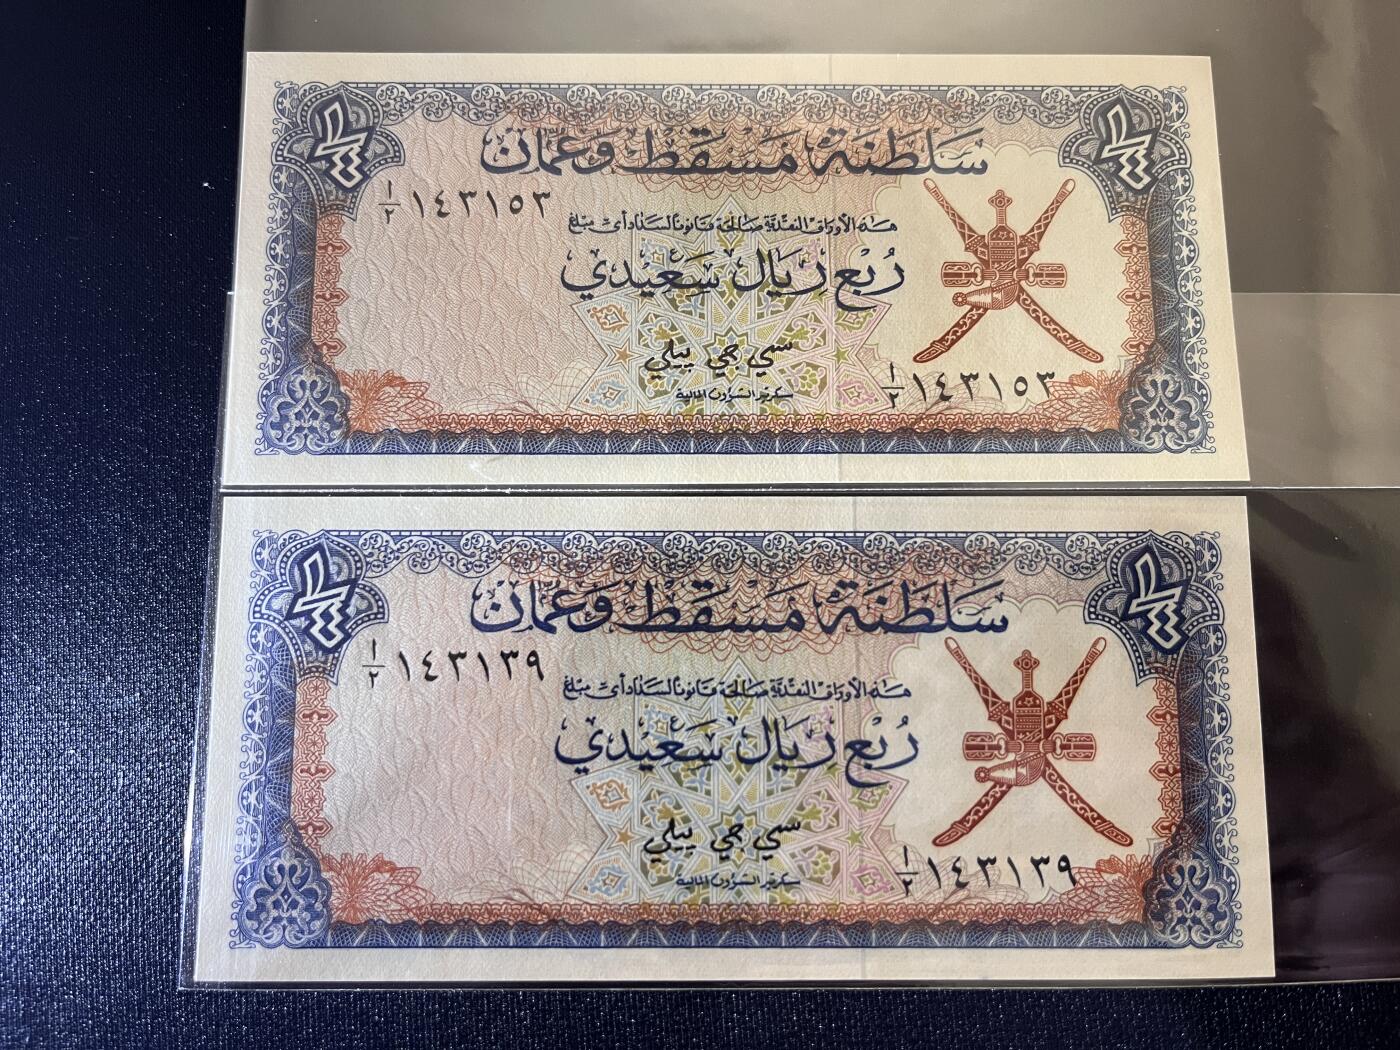 سلطنة مسقط وعمان
١/٢ ١٤٣١٥٣
هذه الأوراق النقدية صالحة قانونا لسداد أي مبلغ
ربع ريال سعيدي
سي جي بيلي
سكرتير الشؤون المالية
١/٢ ١٤٣١٥٣
سلطنة مسقط وعمان
١/٢ ١٤٣١٣٩
هذه الأوراق النقدية صالحة قانونا لسداد أي مبلغ
ربع ريال سعيدي
سي جي بيلي
سكرتير الشؤون المالية
١/٢ ١٤٣١٣٩